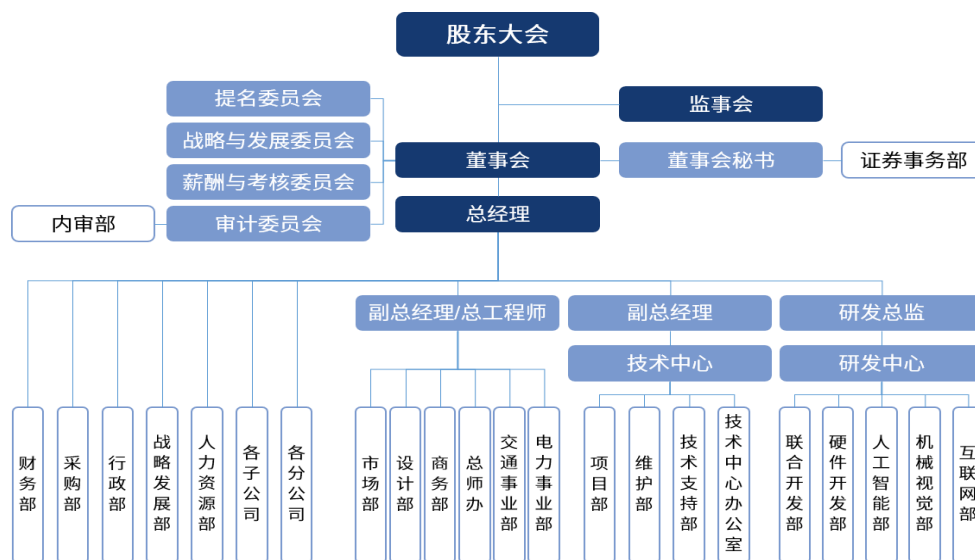 股东大会
提名委员会
监事会
战略与发展委员会
董事会
董事会秘书
证券事务部
薪酬与考核委员会
总经理
内审部
审计委员会
副总经理/总工程师
副总经理
研发总监
技术中心
研发中心
财务部
采购部
行政部
战略发展部
人力资源部
各子公司
各分公司
市场部
设计部
商务部
总师办
交通事业部
电力事业部
项目部
维护部
技术支持部
技术中心办公室
联合开发部
硬件开发部
人工智能部
机械视觉部
互联网部